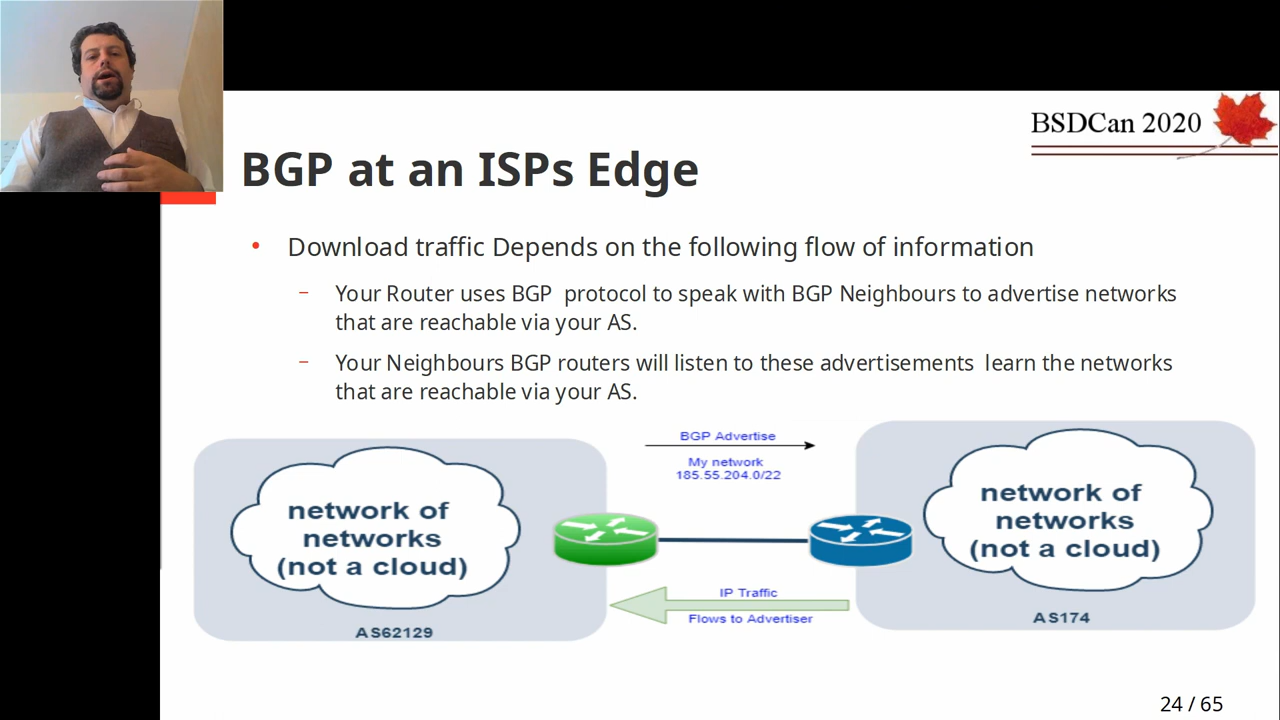 BSDCan 2020
BGP at an ISPs Edge
• Download traffic Depends on the following flow of information
– Your Router uses BGP protocol to speak with BGP Neighbours to advertise networks
that are reachable via your AS.
– Your Neighbours BGP routers will listen to these advertisements learn the networks
that are reachable via your AS.
BGP Advertise
My network
185.55.204.0/22
network of
networks
(not a cloud)
AS62129
network of
networks
(not a cloud)
AS174
IP Traffic
Flows to Advertiser
24 / 65